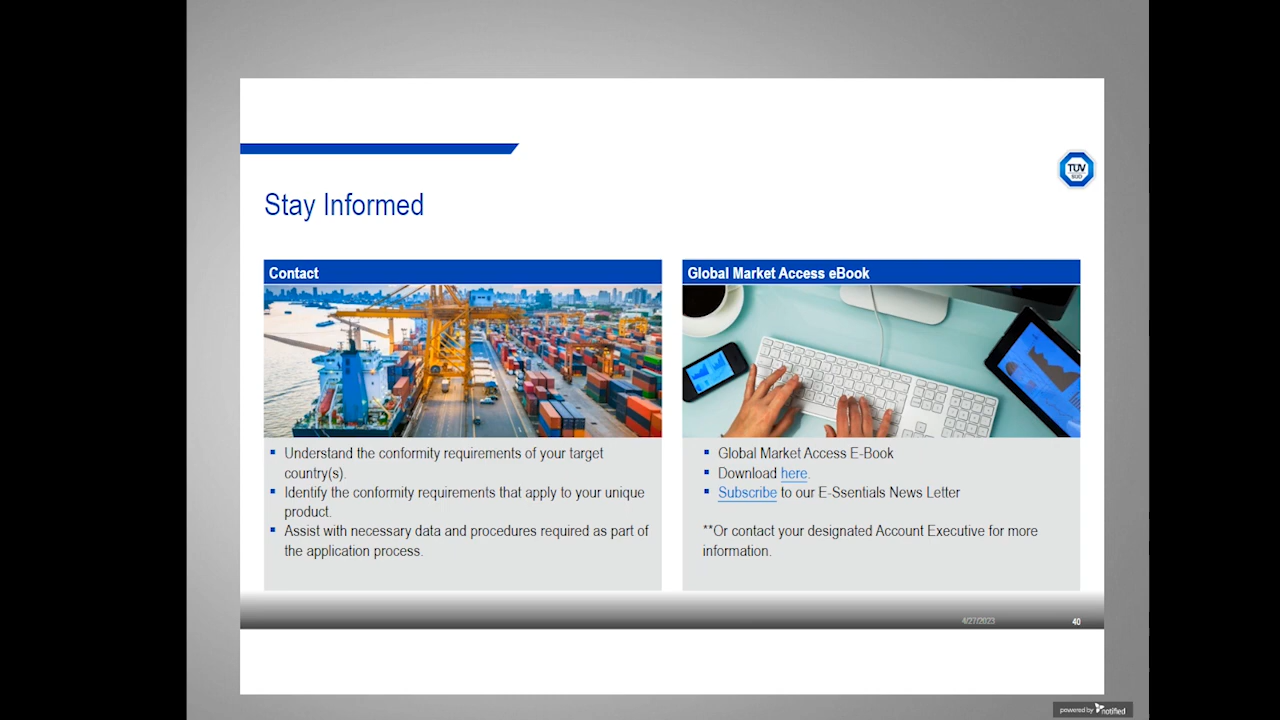 TÜV
SÜD
Stay Informed
Contact
Understand the conformity requirements of your target
country(s).
Identify the conformity requirements that apply to your unique
product.
Assist with necessary data and procedures required as part of
the application process.
Global Market Access eBook
Global Market Access E-Book
Download here.
Subscribe to our E-Ssentials News Letter
**Or contact your designated Account Executive for more
information.
4/27/2023
40
powered by notified